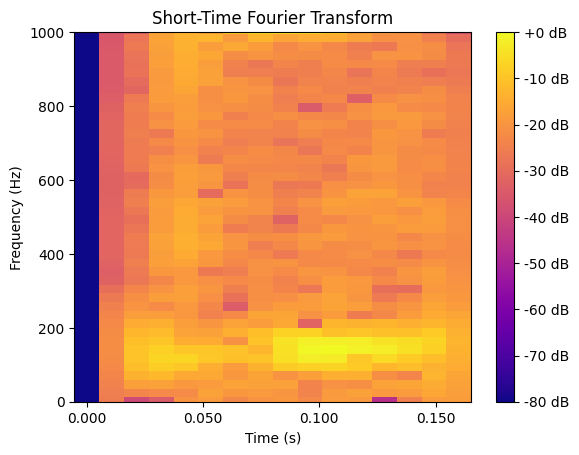 Short-Time Fourier Transform
Frequency (Hz)
1000
800
600
400
200
0
0.000
0.050
0.100
0.150
Time (s)
+0 dB
-10 dB
-20 dB
-30 dB
-40 dB
-50 dB
-60 dB
-70 dB
-80 dB